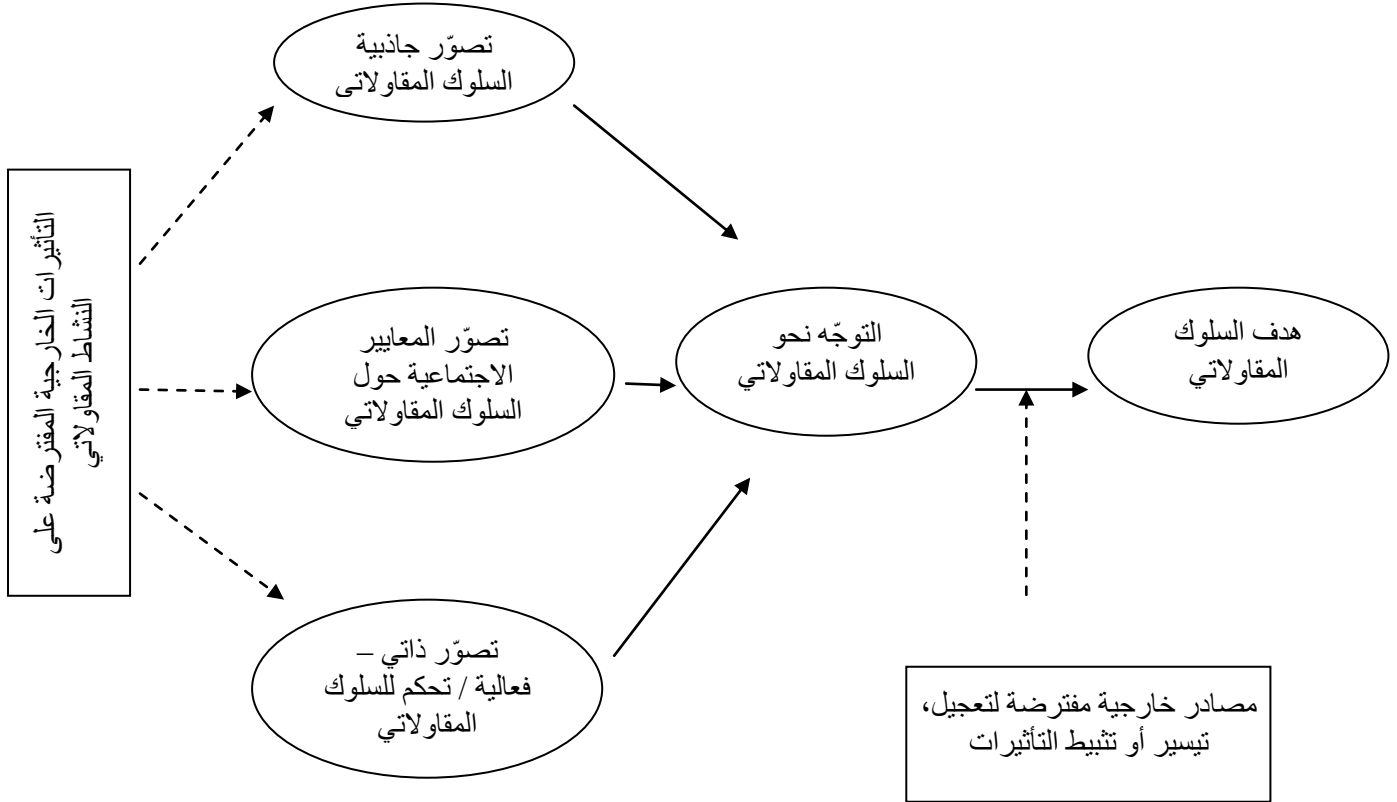 تصوّر جاذبية
السلوك المقاولاتى
التأثيرات الخارجية المفترضة على
النشاط المقاولاتي
تصوّر المعايير
الاجتماعية حول
السلوك المقاولاتي
التوجّه نحو
السلوك المقاولاتي
هدف السلوك
المقاولاتي
تصوّر ذاتي –
فعالية / تحكم للسلوك
المقاولاتي
مصادر خارجية مفترضة لتعجيل،
تيسير أو تثبيط التأثيرات